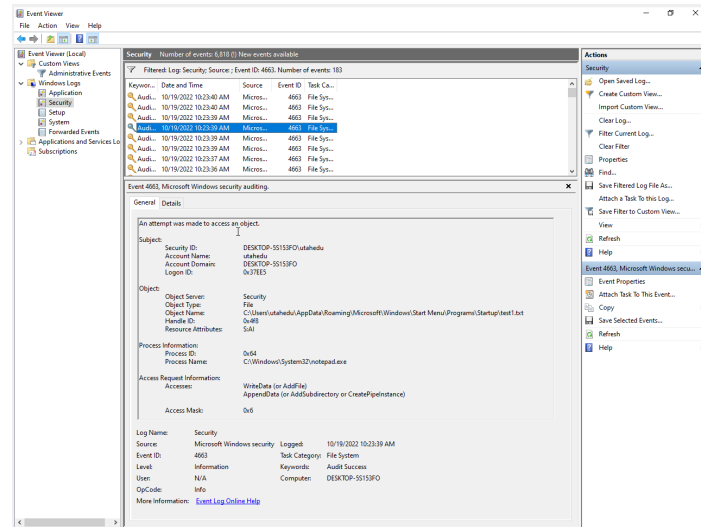 Event Viewer
File Action View Help
Event Viewer (Local)
Custom Views
Administrative Events
Windows Logs
Application
Security
Setup
System
Forwarded Events
Applications and Services Lo
Subscriptions
Security Number of events: 6,818 (!) New events available
Filtered: Log: Security; Source: ; Event ID: 4663. Number of events: 183
Keywor... Date and Time Source Event ID Task Ca...
Audi... 10/19/2022 10:23:40 AM Micros... 4663 File Sys...
Audi... 10/19/2022 10:23:40 AM Micros... 4663 File Sys...
Audi... 10/19/2022 10:23:39 AM Micros... 4663 File Sys...
Audi... 10/19/2022 10:23:39 AM Micros... 4663 File Sys...
Audi... 10/19/2022 10:23:39 AM Micros... 4663 File Sys...
Audi... 10/19/2022 10:23:39 AM Micros... 4663 File Sys...
Audi... 10/19/2022 10:23:37 AM Micros... 4663 File Sys...
Audi... 10/19/2022 10:23:36 AM Micros... 4663 File Sys...
Event 4663, Microsoft Windows security auditing.
General Details
An attempt was made to access an object.
Subject:
Security ID: DESKTOP-5S153FO\utahedu
Account Name: utahedu
Account Domain: DESKTOP-5S153FO
Logon ID: 0x37EE5
Object:
Object Server: Security
Object Type: File
Object Name: C:\Users\utahedu\AppData\Roaming\Microsoft\Windows\Start Menu\Programs\Startup\test1.txt
Handle ID: 0x4f8
Resource Attributes: S:AI
Process Information:
Process ID: 0x64
Process Name: C:\Windows\System32\notepad.exe
Access Request Information:
Accesses: WriteData (or AddFile)
AppendData (or AddSubdirectory or CreatePipeInstance)
Access Mask: 0x6
Log Name: Security
Source: Microsoft Windows security Logged: 10/19/2022 10:23:39 AM
Event ID: 4663 Task Category: File System
Level: Information Keywords: Audit Success
User: N/A Computer: DESKTOP-5S153FO
OpCode: Info
More Information: Event Log Online Help
Actions
Security
Open Saved Log...
Create Custom View...
Import Custom View...
Clear Log...
Filter Current Log...
Clear Filter
Properties
Find...
Save Filtered Log File As...
Attach a Task To this Log...
Save Filter to Custom View...
View
Refresh
Help
Event 4663, Microsoft Windows secu...
Event Properties
Attach Task To This Event...
Copy
Save Selected Events...
Refresh
Help